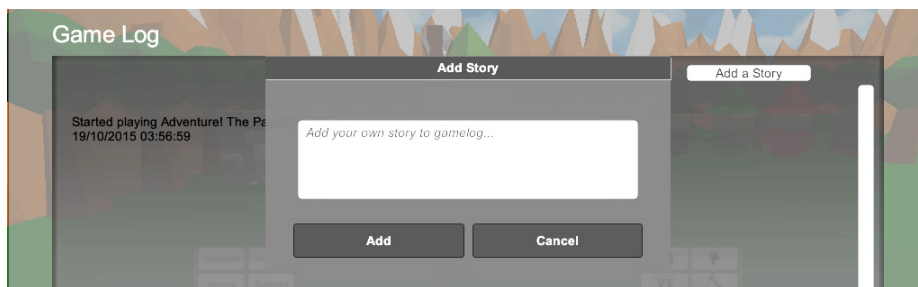 Game Log
Add Story
Add a Story
Started playing Adventure! The Pa
19/10/2015 03:56:59
Add your own story to gamelog...
Add
Cancel